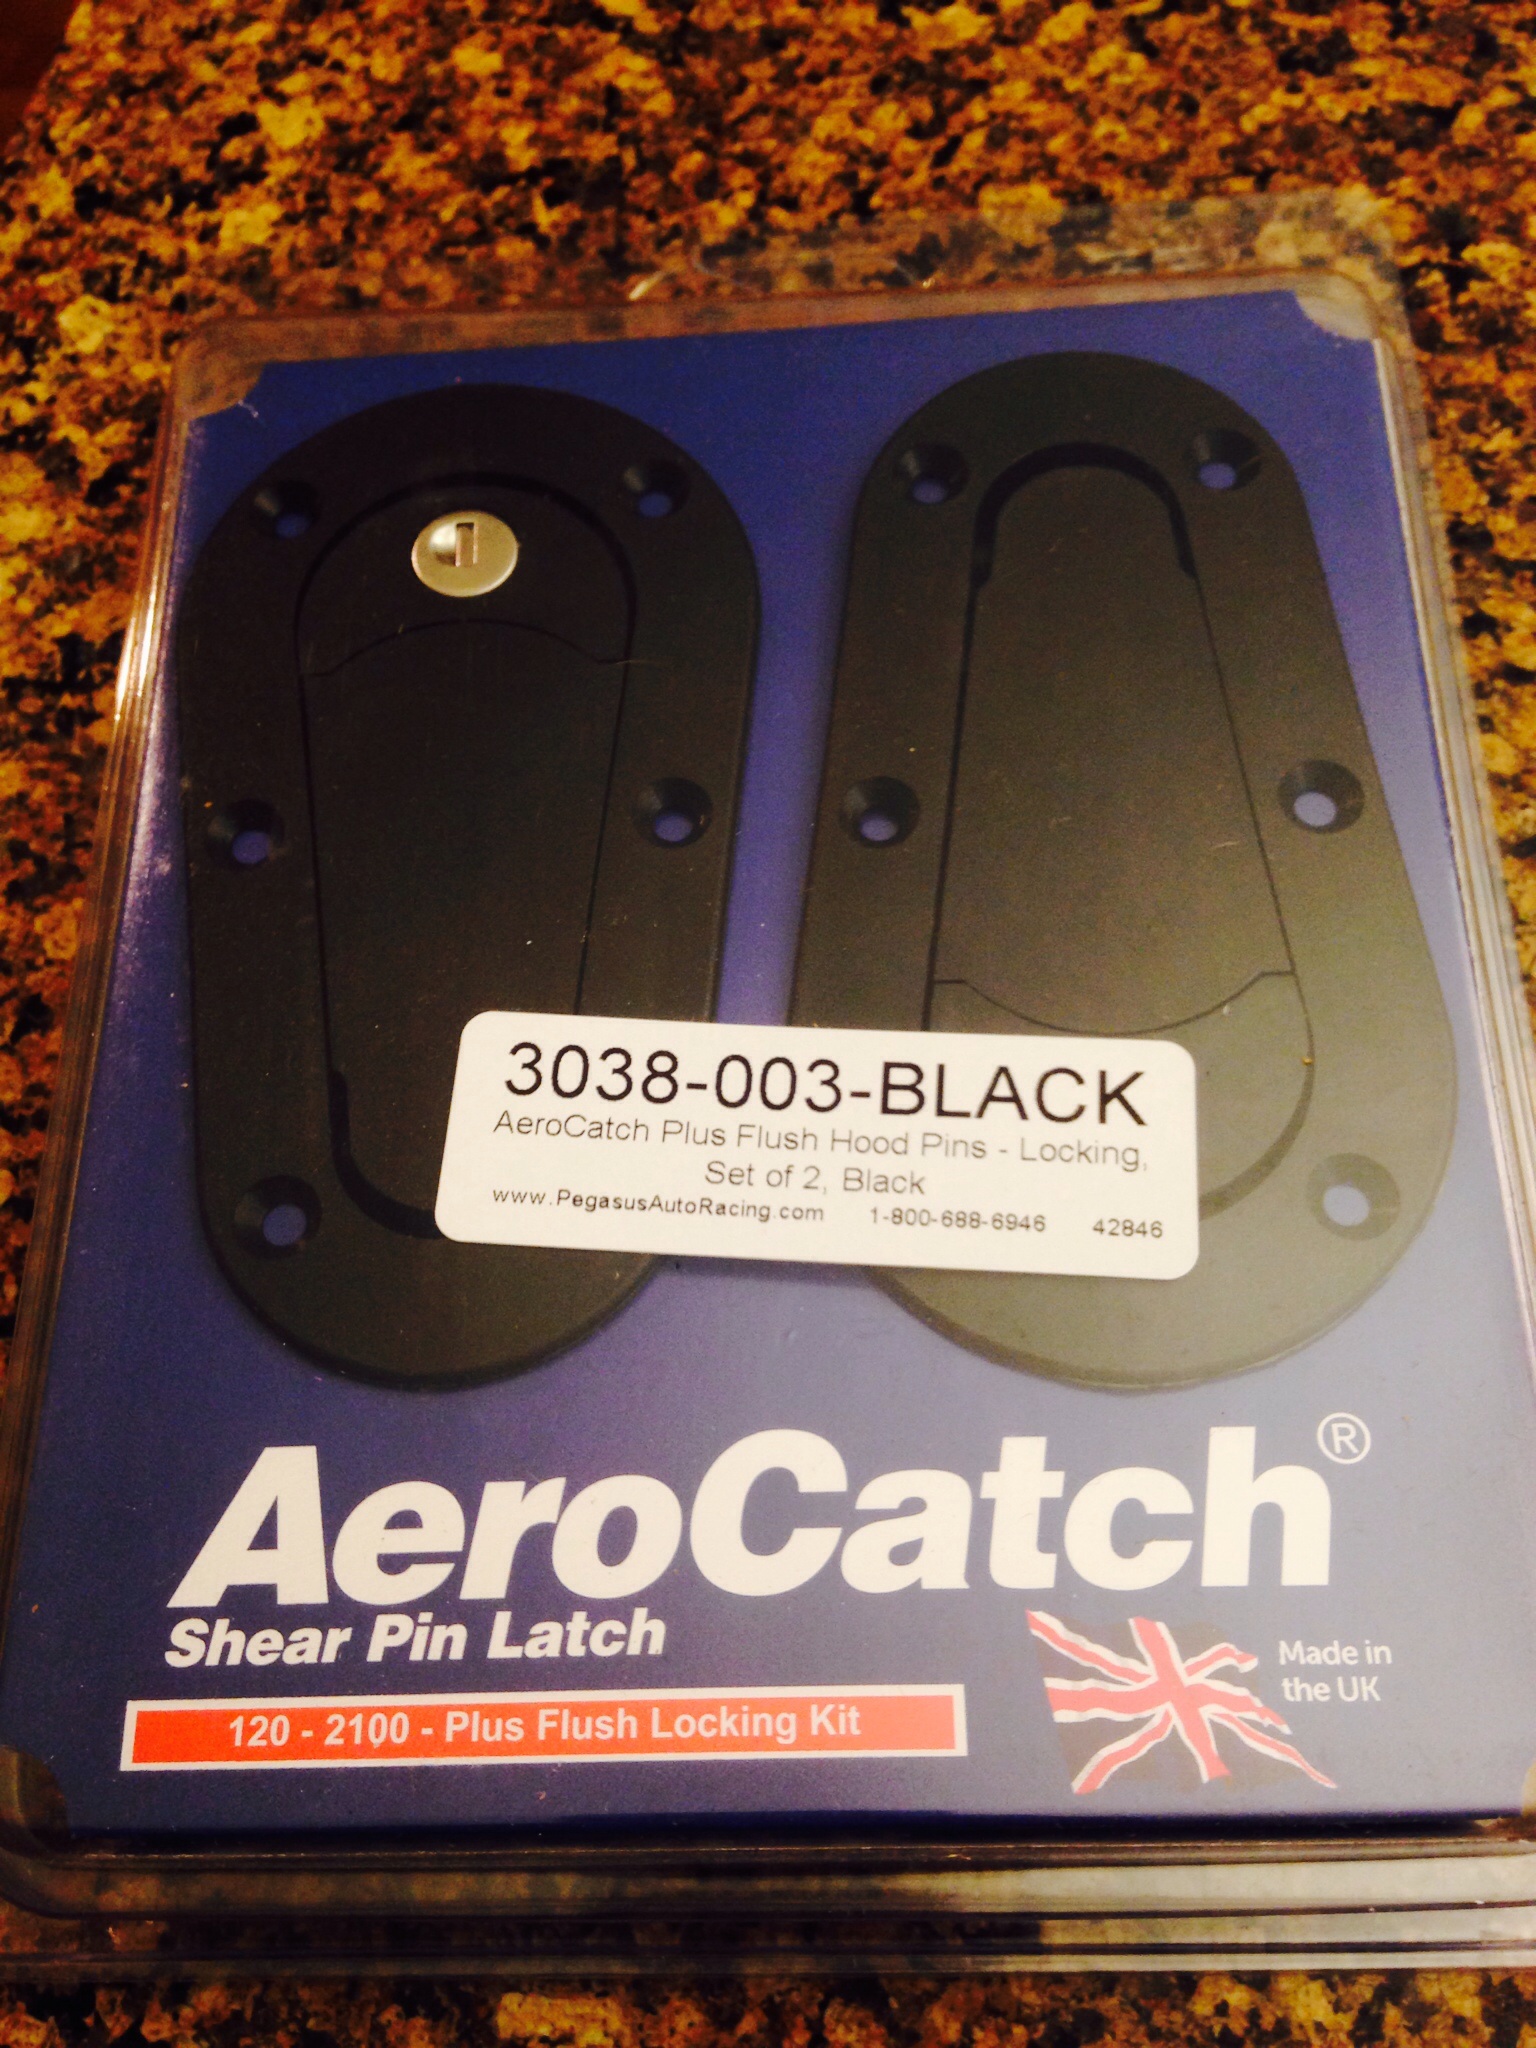 3038-003-BLACK
AeroCatch Plus Flush Hood Pins - Locking,
Set of 2, Black
www.PegasusAutoRacing.com 1-800-688-6946 42846
AeroCatch®
Shear Pin Latch
120 - 2100 - Plus Flush Locking Kit
Made in
the UK